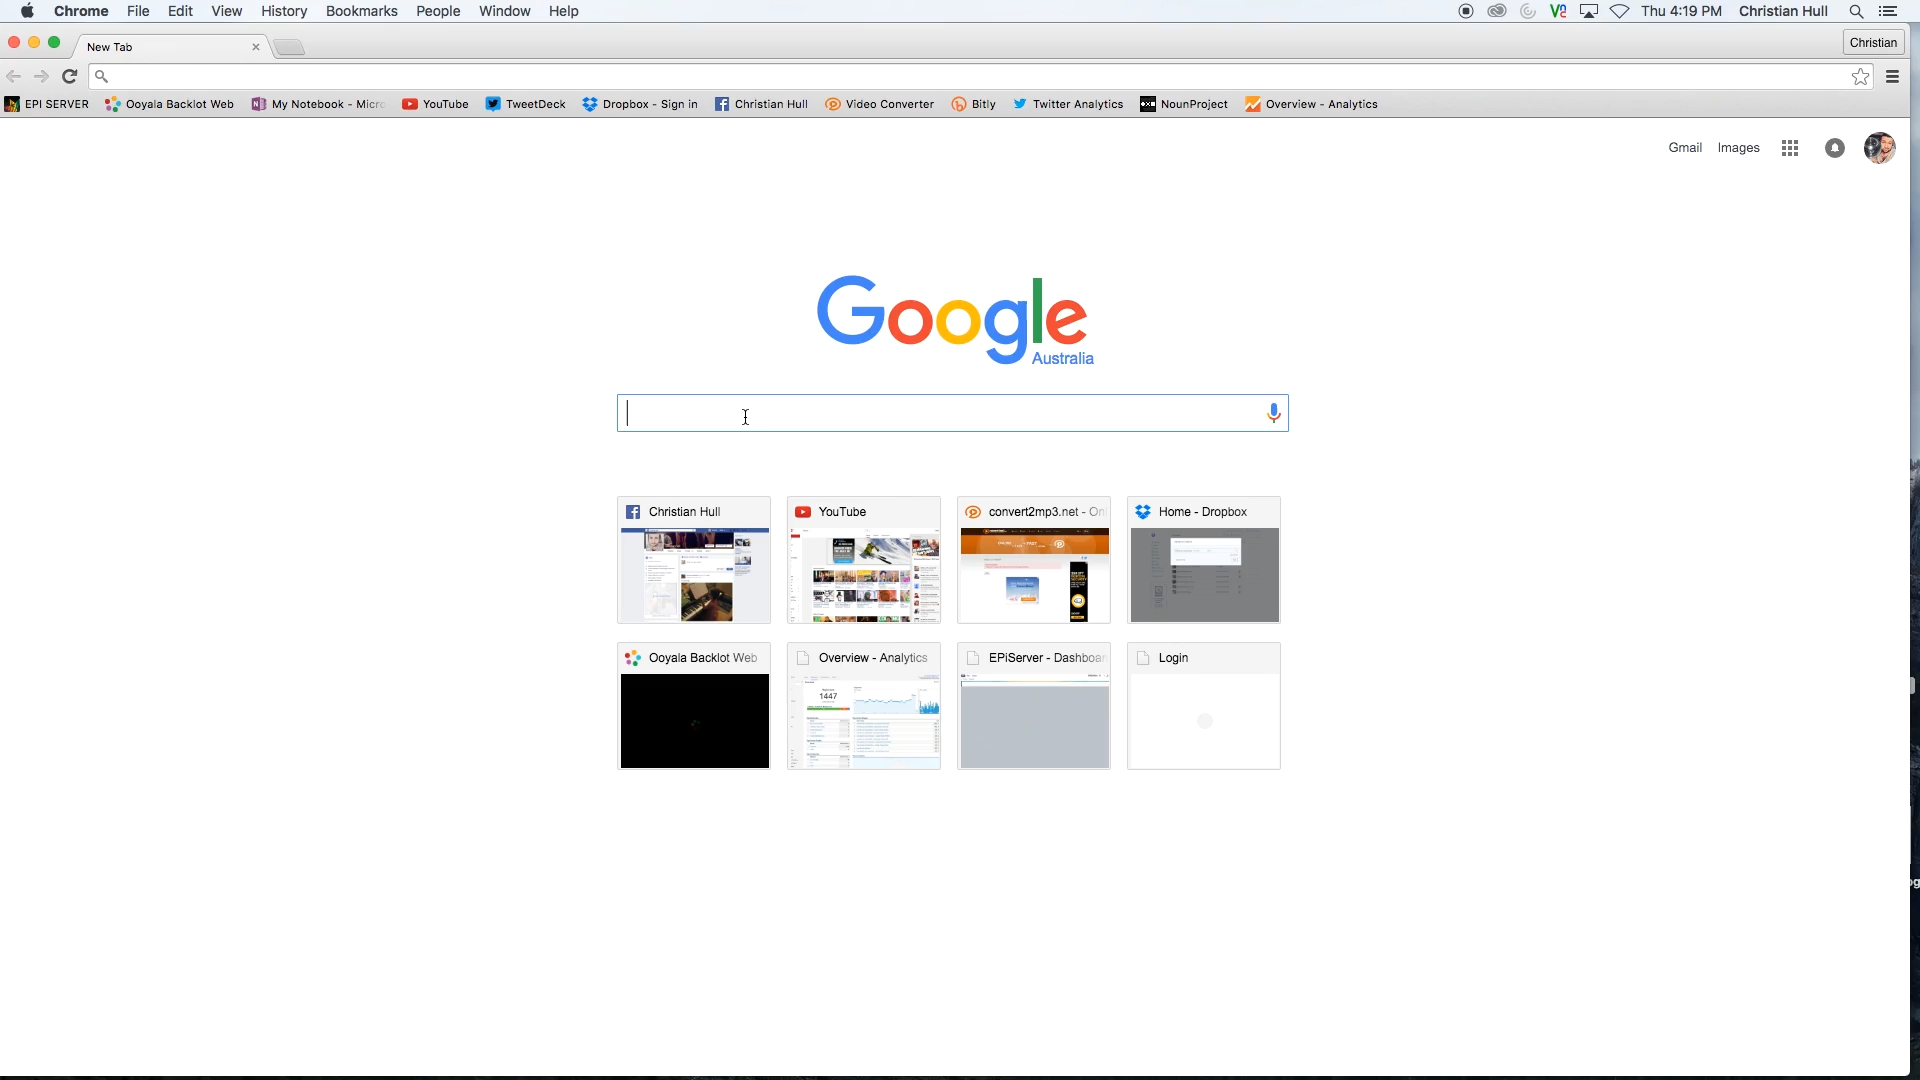 Chrome File Edit View History Bookmarks People Window Help Thu 4:19 PM Christian Hull
New Tab Christian
EPI SERVER Ooyala Backlot Web My Notebook - Micro YouTube TweetDeck Dropbox - Sign in Christian Hull Video Converter Bitly Twitter Analytics NounProject Overview - Analytics
Gmail Images
Google
Australia
Christian Hull YouTube convert2mp3.net - Onl Home - Dropbox
Ooyala Backlot Web Overview - Analytics EPiServer - Dashboar Login
1447